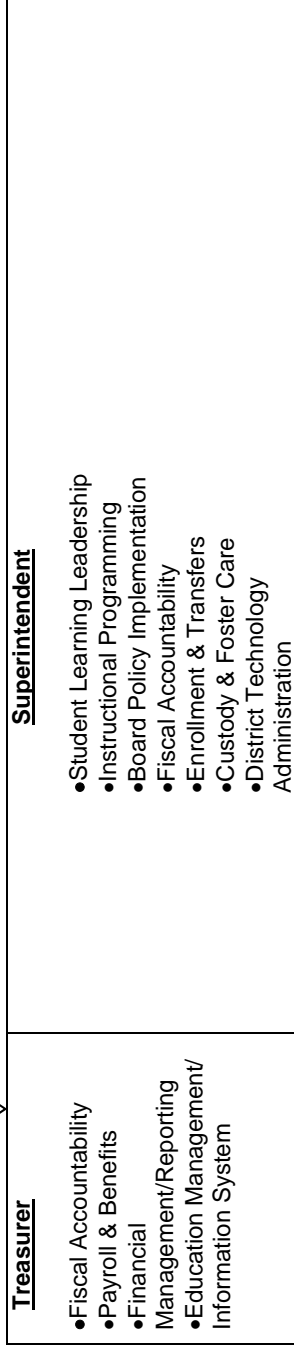 Treasurer
●Fiscal Accountability
●Payroll & Benefits
●Financial
Management/Reporting
●Education Management/
Information System
Superintendent
●Student Learning Leadership
●Instructional Programming
●Board Policy Implementation
●Fiscal Accountability
●Enrollment & Transfers
●Custody & Foster Care
●District Technology
Administration